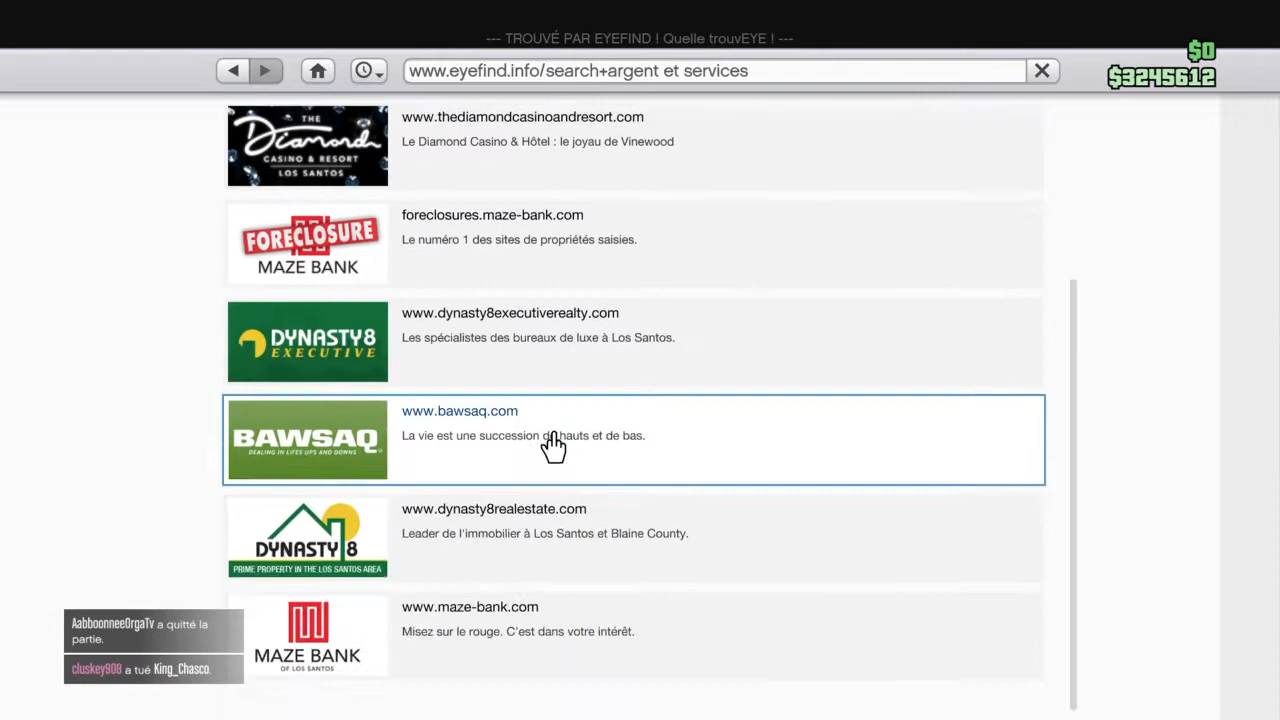 --- TROUVÉ PAR EYEFIND ! Quelle trouvEYE ! ---
$0
www.eyefind.info/search+argent et services
$3245612
THE
Diamond
CASINO & RESORT
LOS SANTOS
www.thediamondcasinoandresort.com
Le Diamond Casino & Hôtel : le joyau de Vinewood
FORECLOSURE
MAZE BANK
foreclosures.maze-bank.com
Le numéro 1 des sites de propriétés saisies.
DYNASTY8
EXECUTIVE
www.dynasty8executiverealty.com
Les spécialistes des bureaux de luxe à Los Santos.
BAWSAQ
DEALING IN LIFES UPS AND DOWNS
www.bawsaq.com
La vie est une succession de hauts et de bas.
DYNASTY 8
PRIME PROPERTY IN THE LOS SANTOS AREA
www.dynasty8realestate.com
Leader de l'immobilier à Los Santos et Blaine County.
MAZE BANK
OF LOS SANTOS
www.maze-bank.com
Misez sur le rouge. C'est dans votre intérêt.
AabboonneeOrgaTv a quitté la
partie.
cluskey908 a tué King_Chasco.